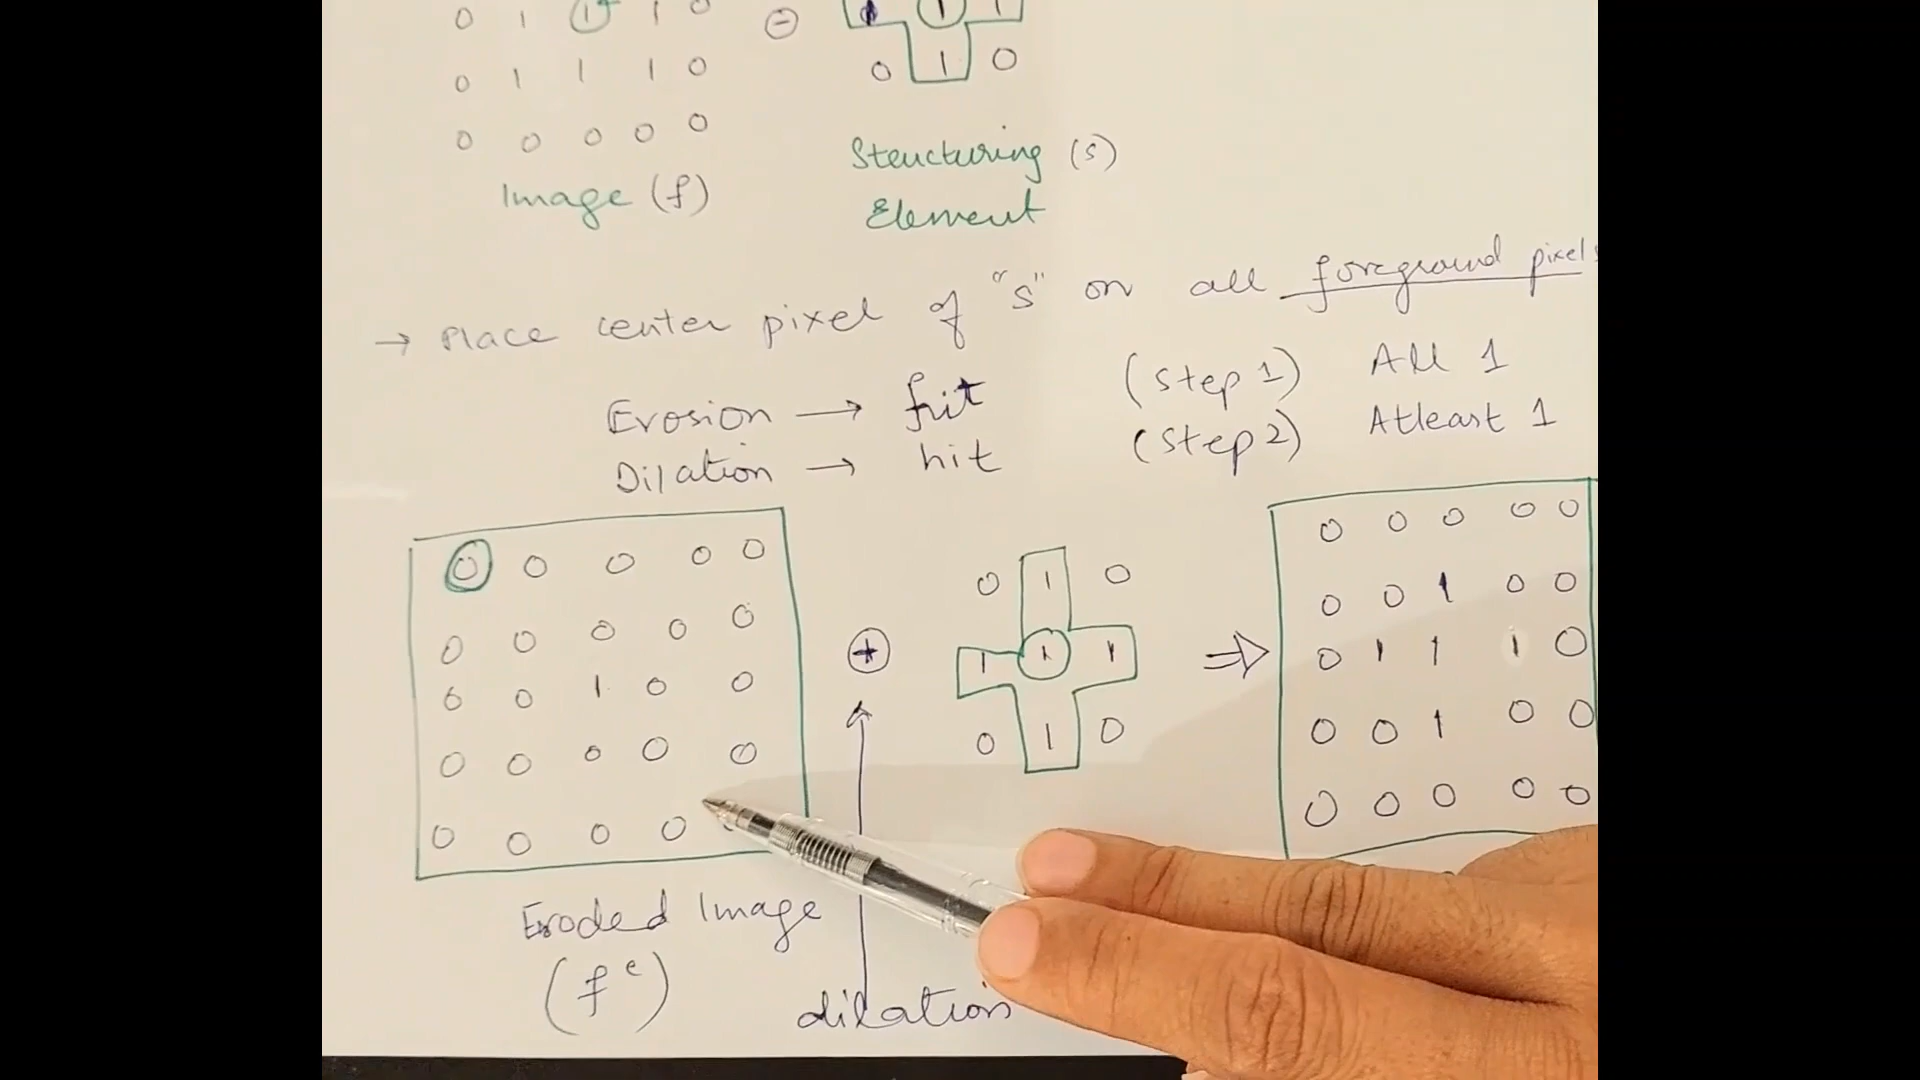 0 1 1 1 0 ⊖ 1 1 1
0 1 1 1 0 0 1 0
0 0 0 0 0
Image (f)
Structuring (s)
Element
→ Place center pixel of "s" on all foreground pixels
Erosion → fit (Step 1) All 1
Dilation → hit (Step 2) Atleast 1
0 0 0 0 0
0 0 0 0 0
0 0 1 0 0
0 0 0 0 0
0 0 0 0
⊕
0 1 0
1 1 1
0 1 0
⇒
0 0 0 0 0
0 0 1 0 0
0 1 1 1 0
0 0 1 0 0
0 0 0 0 0
Eroded Image
(f^e)
dilation